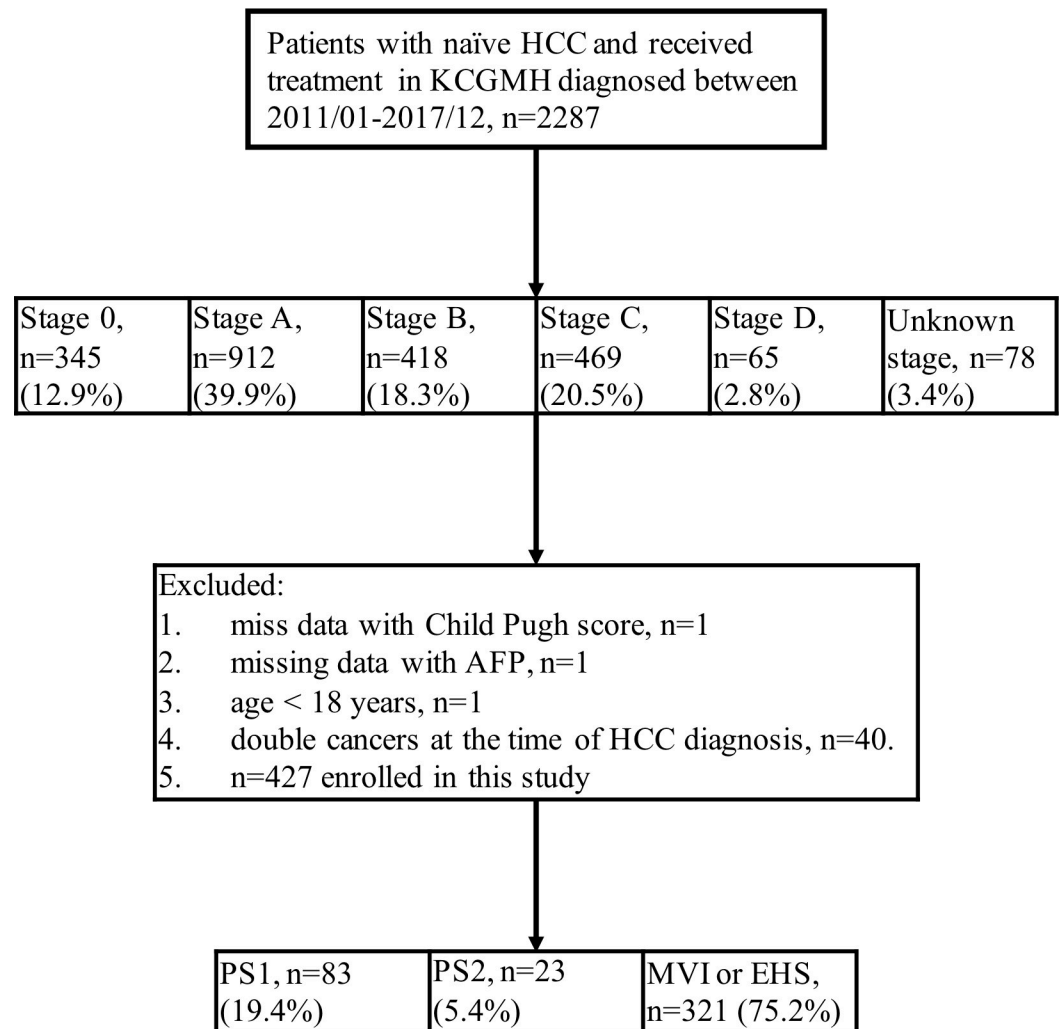 Patients with naïve HCC and received
treatment in KCGMH diagnosed between
2011/01-2017/12, n=2287
Stage 0,
n=345
(12.9%)
Stage A,
n=912
(39.9%)
Stage B,
n=418
(18.3%)
Stage C,
n=469
(20.5%)
Stage D,
n=65
(2.8%)
Unknown
stage, n=78
(3.4%)
Excluded:
1. miss data with Child Pugh score, n=1
2. missing data with AFP, n=1
3. age < 18 years, n=1
4. double cancers at the time of HCC diagnosis, n=40.
5. n=427 enrolled in this study
PS1, n=83
(19.4%)
PS2, n=23
(5.4%)
MVI or EHS,
n=321 (75.2%)